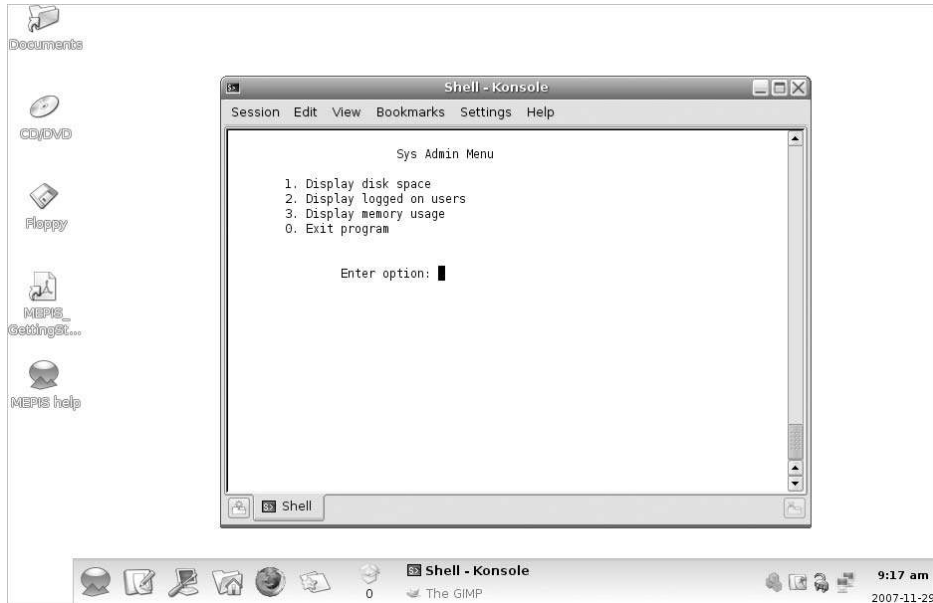 Documents
CD/DVD
Floppy
MEPIS_
GettingSt...
MEPIS help
Shell - Konsole
Session Edit View Bookmarks Settings Help
Sys Admin Menu
1. Display disk space
2. Display logged on users
3. Display memory usage
0. Exit program
Enter option:
Shell
0
Shell - Konsole
The GIMP
9:17 am
2007-11-29